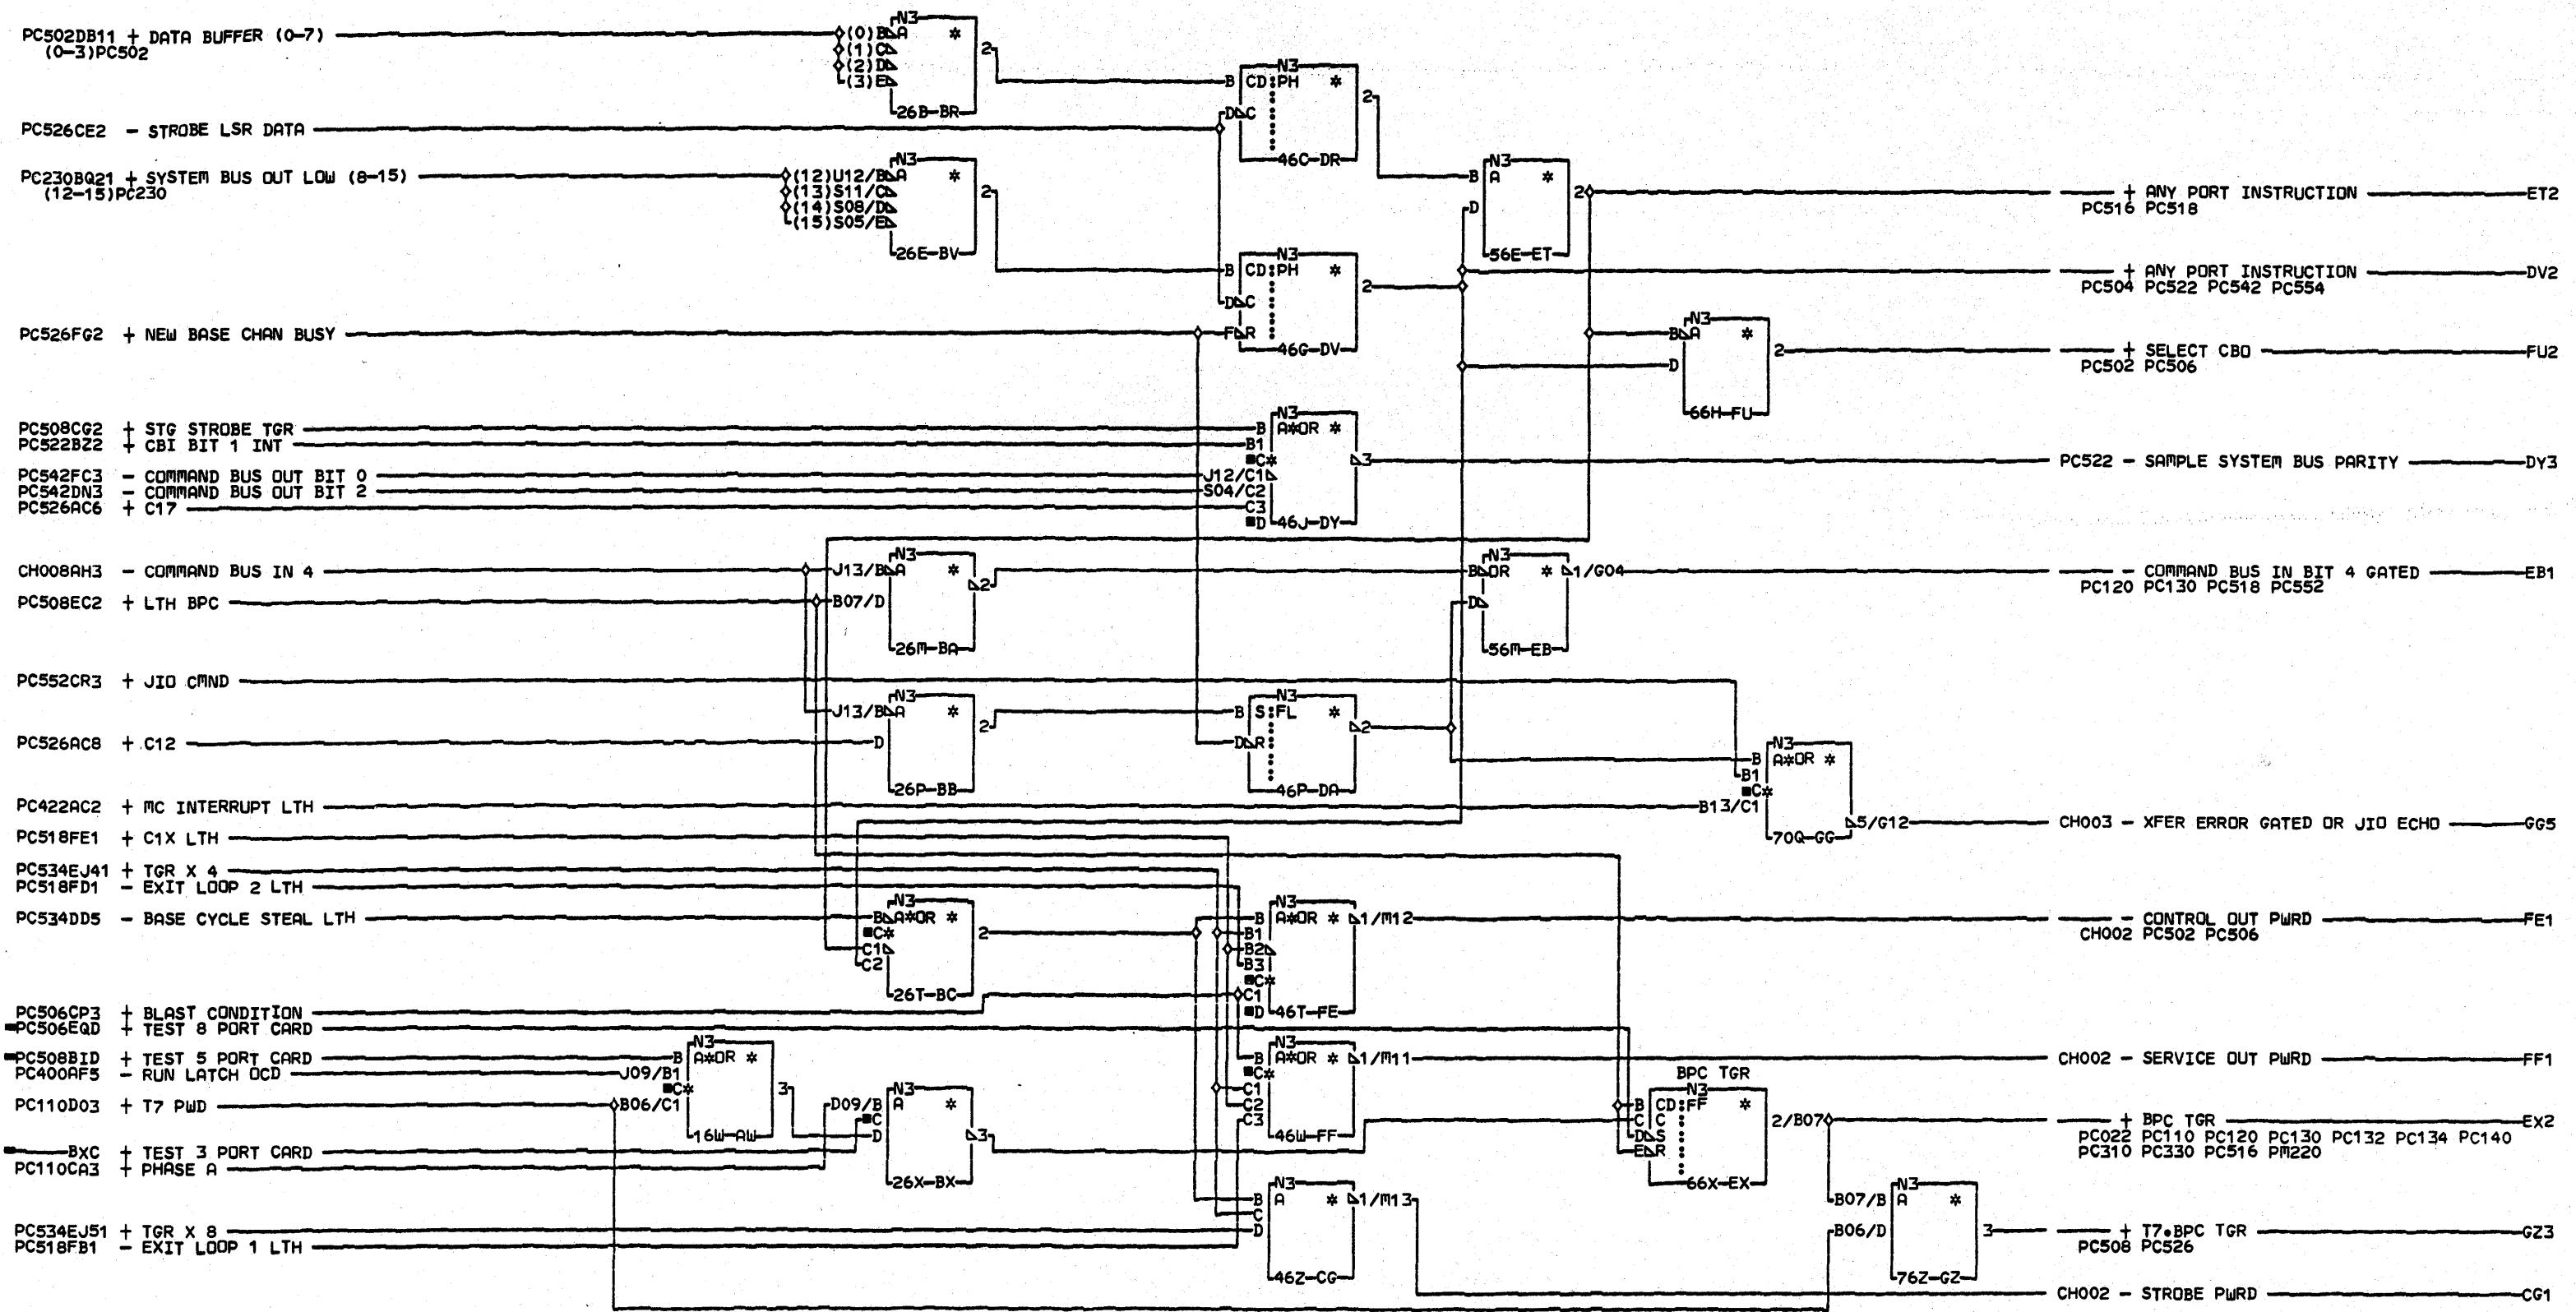 PC502DB11 + DATA BUFFER (0-7)
(0-3)PC502
PC526CE2 - STROBE LSR DATA
PC230BQ21 + SYSTEM BUS OUT LOW (8-15)
(12-15)PC230
PC526FG2 + NEW BASE CHAN BUSY
PC508CG2 + STG STROBE TGR
PC522BZ2 + CBI BIT 1 INT
PC542FC3 - COMMAND BUS OUT BIT 0
PC542DN3 - COMMAND BUS OUT BIT 2
PC526AC6 + C17
CH008AH3 - COMMAND BUS IN 4
PC508EC2 + LTH BPC
PC552CR3 + JIO CMND
PC526AC8 + C12
PC422AC2 + MC INTERRUPT LTH
PC518FE1 + C1X LTH
PC534EJ41 + TGR X 4
PC518FD1 - EXIT LOOP 2 LTH
PC534DD5 - BASE CYCLE STEAL LTH
PC506CP3 + BLAST CONDITION
PC506EQD + TEST 8 PORT CARD
PC508BID + TEST 5 PORT CARD
PC400AF5 - RUN LATCH OCD
PC110D03 + T7 PWD
BXC + TEST 3 PORT CARD
PC110CA3 + PHASE A
PC534EJ51 + TGR X 8
PC518FB1 - EXIT LOOP 1 LTH
N3
(0)B A *
(1)C
(2)D
(3)E
2
26B-BR
N3
(12)U12/B A *
(13)S11/C
(14)S08/D
(15)S05/E
2
26E-BV
N3
B CD PH *
D C
2
46C-DR
N3
B CD PH *
D C
F R
2
46G-DV
N3
B A *
D
2
56E-ET
N3
B A *
D
2
66H-FU
N3
B A*OR *
B1
C*
J12/C1
S04/C2
C3
D
3
46J-DY
N3
J13/B A *
B07/D
2
26M-BA
N3
B OR * 1/G04
D
56M-EB
N3
J13/B A *
D
2
26P-BB
N3
B S FL *
D R
2
46P-DA
N3
B A*OR *
B1
C*
B13/C1
5/G12
70Q-GG
N3
B A*OR *
C*
C1
C2
2
26T-BC
N3
B A*OR * 1/M12
B1
B2
B3
C*
C1
D
46T-FE
N3
B A*OR *
J09/B1
C*
B06/C1
3
16W-AW
N3
D09/B A *
C
D
3
26X-BX
N3
B A*OR * 1/M11
C*
C1
C2
C3
46W-FF
BPC TGR
N3
B CD FF *
C C
D S
E R
2/B07
66X-EX
N3
B A * 1/M13
C
D
46Z-CG
N3
B07/B A *
B06/D
3
76Z-GZ
+ ANY PORT INSTRUCTION ET2
PC516 PC518
+ ANY PORT INSTRUCTION DV2
PC504 PC522 PC542 PC554
+ SELECT CBO FU2
PC502 PC506
PC522 - SAMPLE SYSTEM BUS PARITY DY3
- COMMAND BUS IN BIT 4 GATED EB1
PC120 PC130 PC518 PC552
CH003 - XFER ERROR GATED OR JIO ECHO GG5
- CONTROL OUT PWRD FE1
CH002 PC502 PC506
CH002 - SERVICE OUT PWRD FF1
+ BPC TGR EX2
PC022 PC110 PC120 PC130 PC132 PC134 PC140
PC310 PC330 PC516 PM220
+ T7•BPC TGR GZ3
PC508 PC526
CH002 - STROBE PWRD CG1